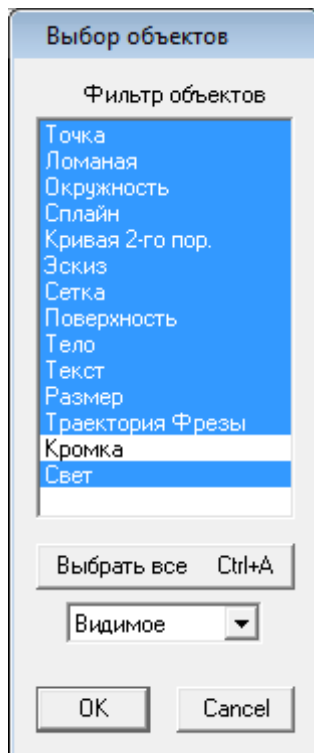 Выбор объектов
Фильтр объектов
Точка
Ломаная
Окружность
Сплайн
Кривая 2-го пор.
Эскиз
Сетка
Поверхность
Тело
Текст
Размер
Траектория Фрезы
Кромка
Свет
Выбрать все Ctrl+A
Видимое
OK Cancel